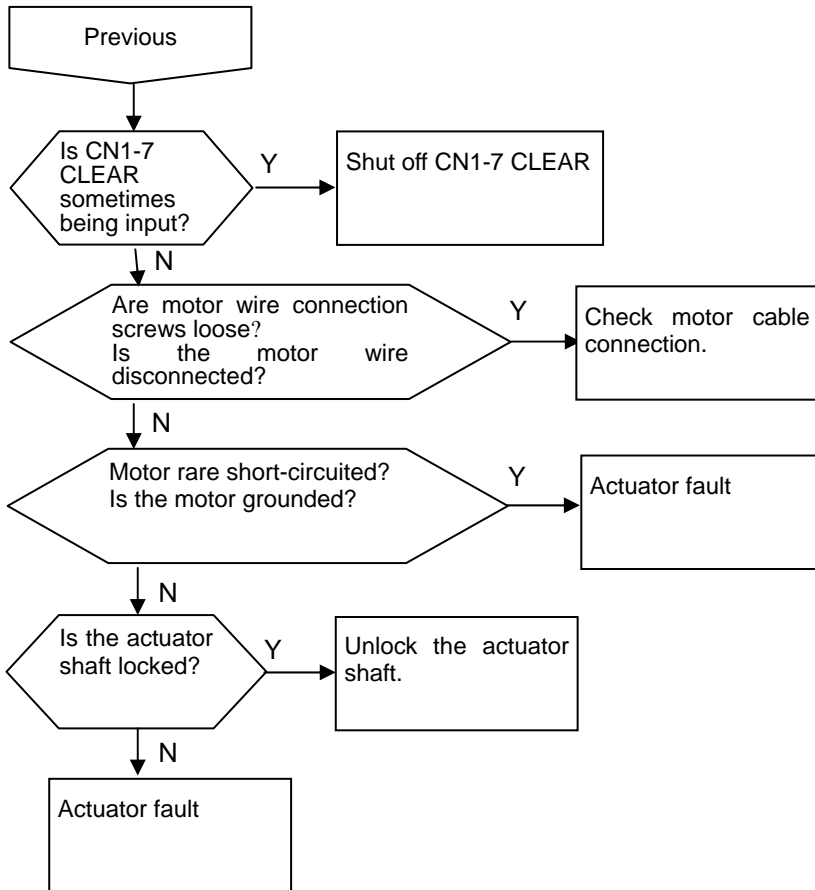 Previous
Is CN1-7
CLEAR
sometimes
being input?
Y
Shut off CN1-7 CLEAR
N
Are motor wire connection
screws loose?
Is the motor wire
disconnected?
Y
Check motor cable
connection.
N
Motor rare short-circuited?
Is the motor grounded?
Y
Actuator fault
N
Is the actuator
shaft locked?
Y
Unlock the actuator
shaft.
N
Actuator fault